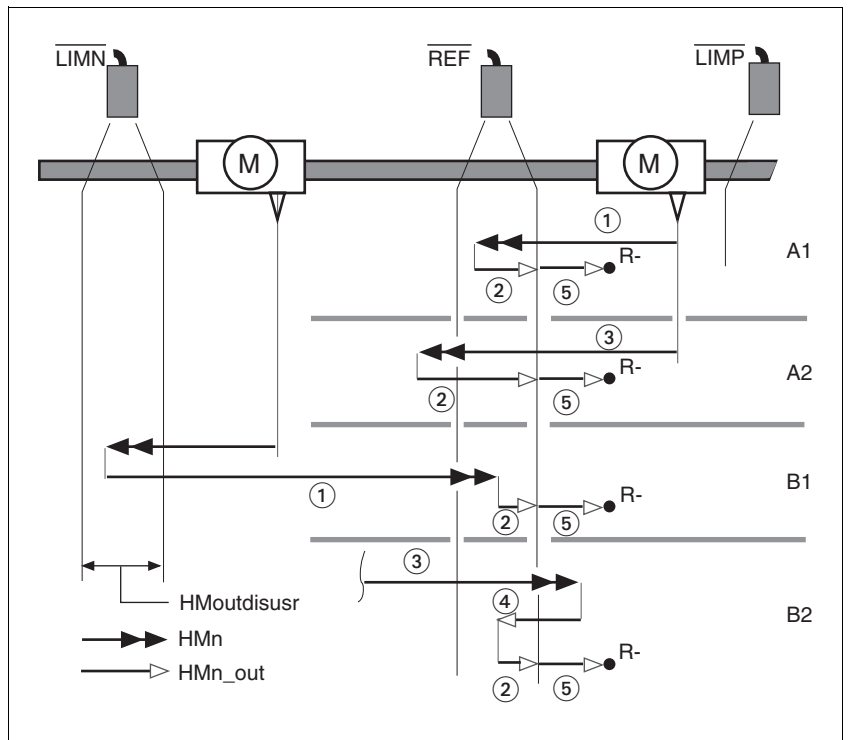 LIMN REF LIMP
M M
1
R- A1
2 5
3
R- A2
2 5
R- B1
1 2 5
3
HMoutdisusr 4 B2
HMn
R-
HMn_out
2 5